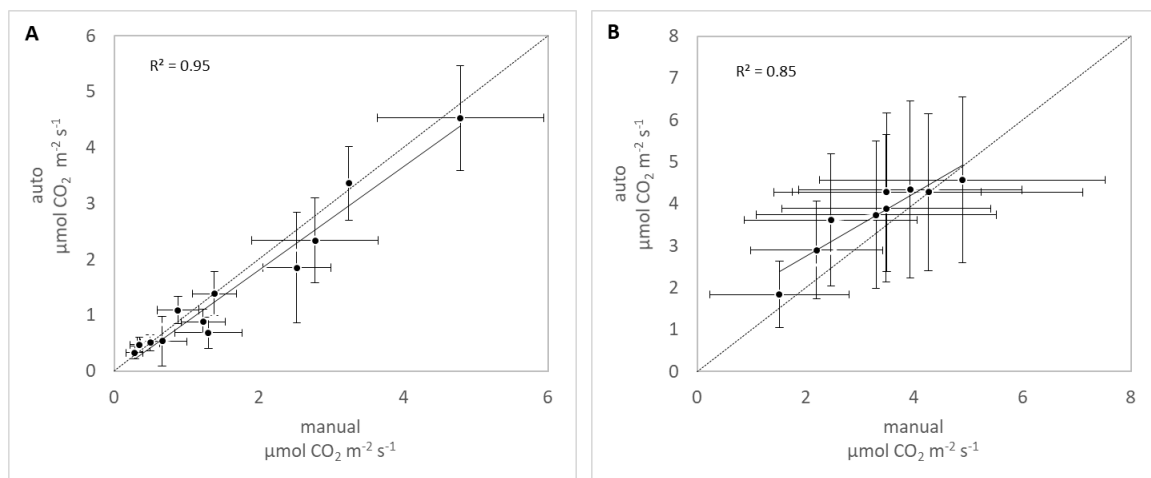 A
R² = 0.95
6
5
4
3
2
1
0
auto
µmol CO₂ m⁻² s⁻¹
0 2 4 6
manual
µmol CO₂ m⁻² s⁻¹
B
R² = 0.85
8
7
6
5
4
3
2
1
0
auto
µmol CO₂ m⁻² s⁻¹
0 2 4 6 8
manual
µmol CO₂ m⁻² s⁻¹